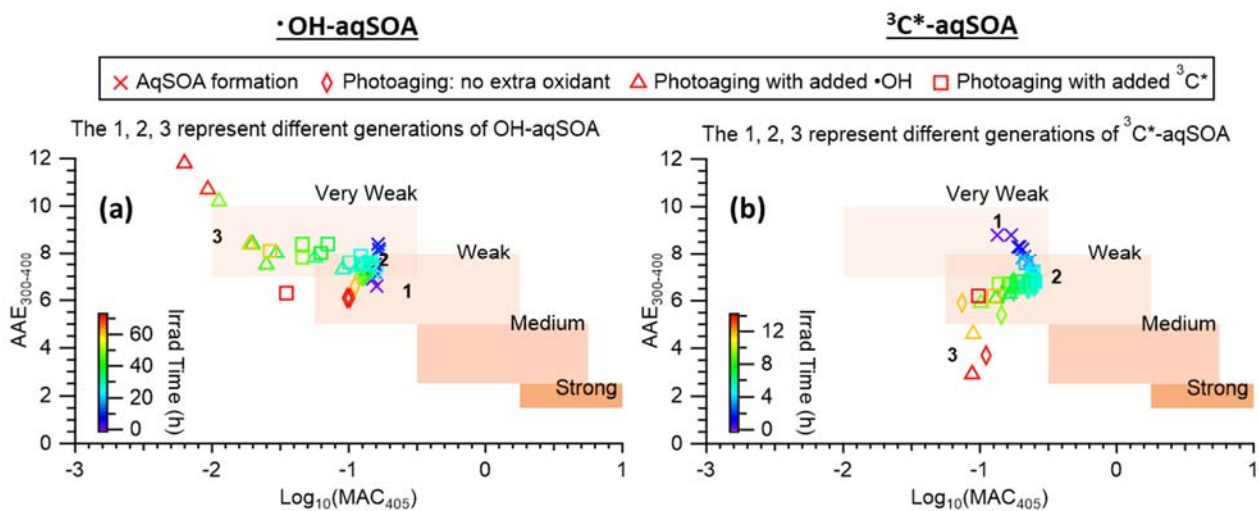 •OH-aqSOA
³C*-aqSOA
AqSOA formation Photoaging: no extra oxidant Photoaging with added •OH Photoaging with added ³C*
The 1, 2, 3 represent different generations of OH-aqSOA
12
10
8
6
4
2
0
AAE₃₀₀₋₄₀₀
(a)
Very Weak
Weak
Medium
Strong
3
2
1
60
40
20
0
Irrad Time (h)
-3 -2 -1 0 1
Log₁₀(MAC₄₀₅)
The 1, 2, 3 represent different generations of ³C*-aqSOA
12
10
8
6
4
2
0
AAE₃₀₀₋₄₀₀
(b)
Very Weak
1
Weak
2
Medium
3
Strong
12
8
4
0
Irrad Time (h)
-3 -2 -1 0 1
Log₁₀(MAC₄₀₅)